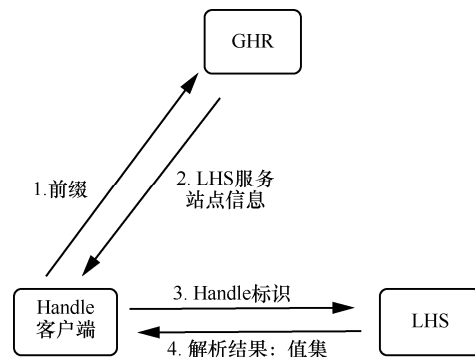 GHR
1.前缀
2. LHS服务
站点信息
Handle
客户端
3. Handle标识
LHS
4. 解析结果：值集